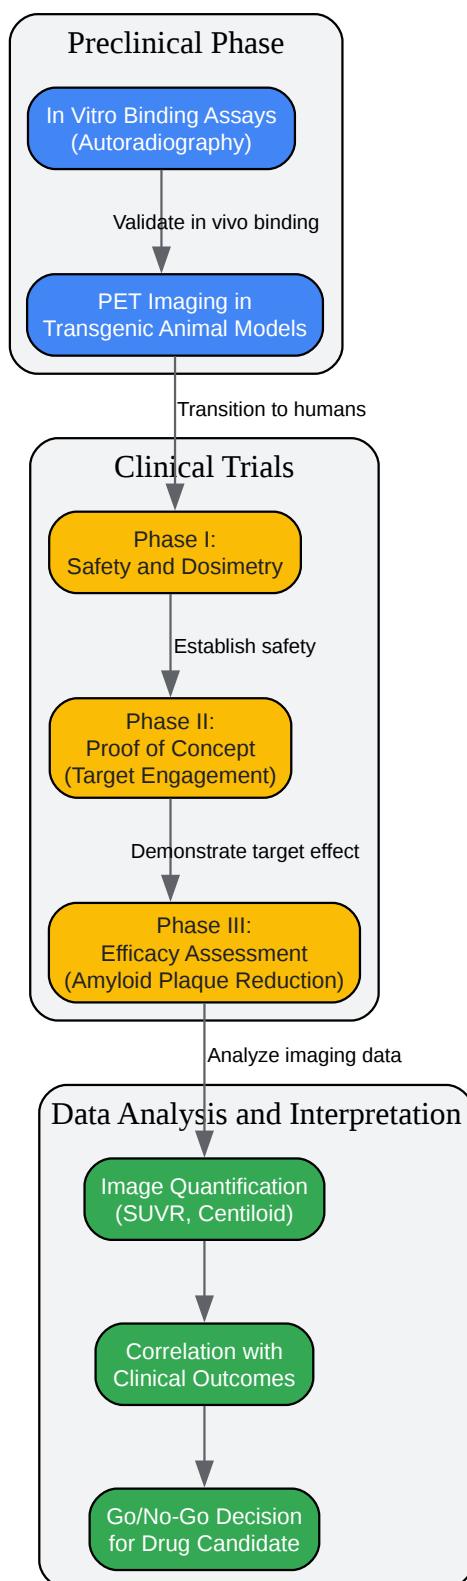 Preclinical Phase
In Vitro Binding Assays
(Autoradiography)
Validate in vivo binding
PET Imaging in
Transgenic Animal Models
Transition to humans
Clinical Trials
Phase I:
Safety and Dosimetry
Establish safety
Phase II:
Proof of Concept
(Target Engagement)
Demonstrate target effect
Phase III:
Efficacy Assessment
(Amyloid Plaque Reduction)
Analyze imaging data
Data Analysis and Interpretation
Image Quantification
(SUVR, Centiloid)
Correlation with
Clinical Outcomes
Go/No-Go Decision
for Drug Candidate